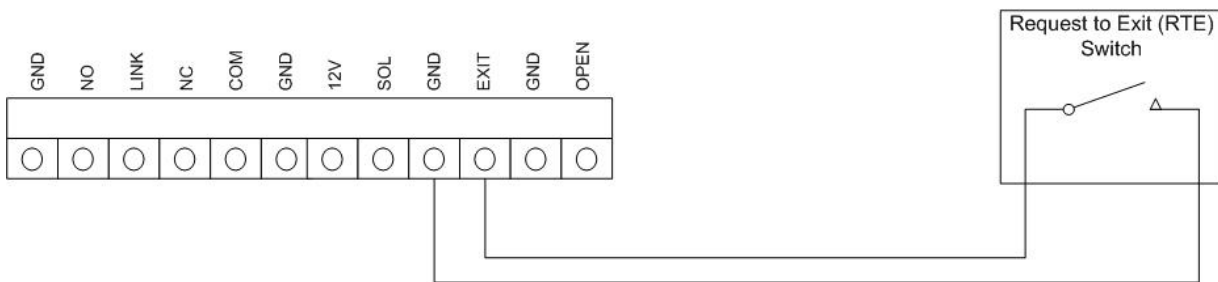 Request to Exit (RTE)
Switch
GND
NO
LINK
NC
COM
GND
12V
SOL
GND
EXIT
GND
OPEN